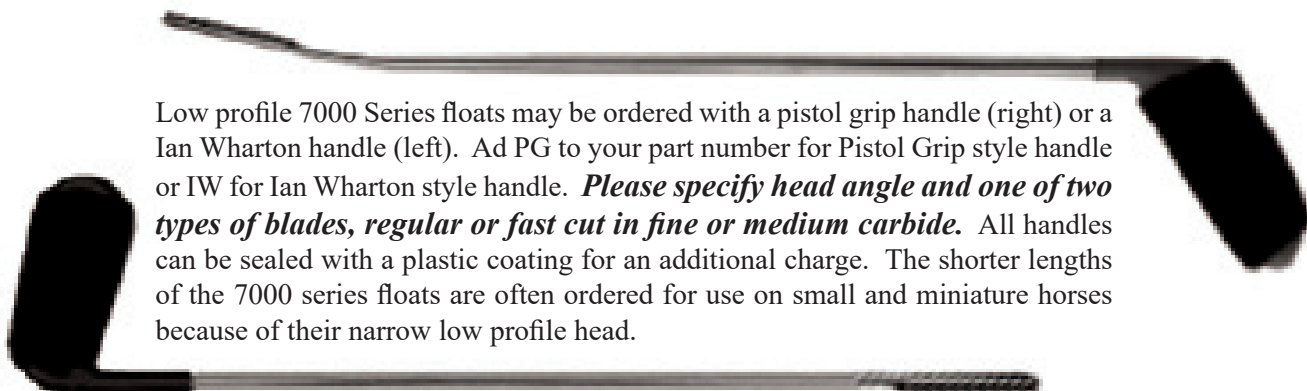 Low profile 7000 Series floats may be ordered with a pistol grip handle (right) or a
Ian Wharton handle (left).  Ad PG to your part number for Pistol Grip style handle
or IW for Ian Wharton style handle.  Please specify head angle and one of two
types of blades, regular or fast cut in fine or medium carbide.  All handles
can be sealed with a plastic coating for an additional charge.  The shorter lengths
of the 7000 series floats are often ordered for use on small and miniature horses
because of their narrow low profile head.